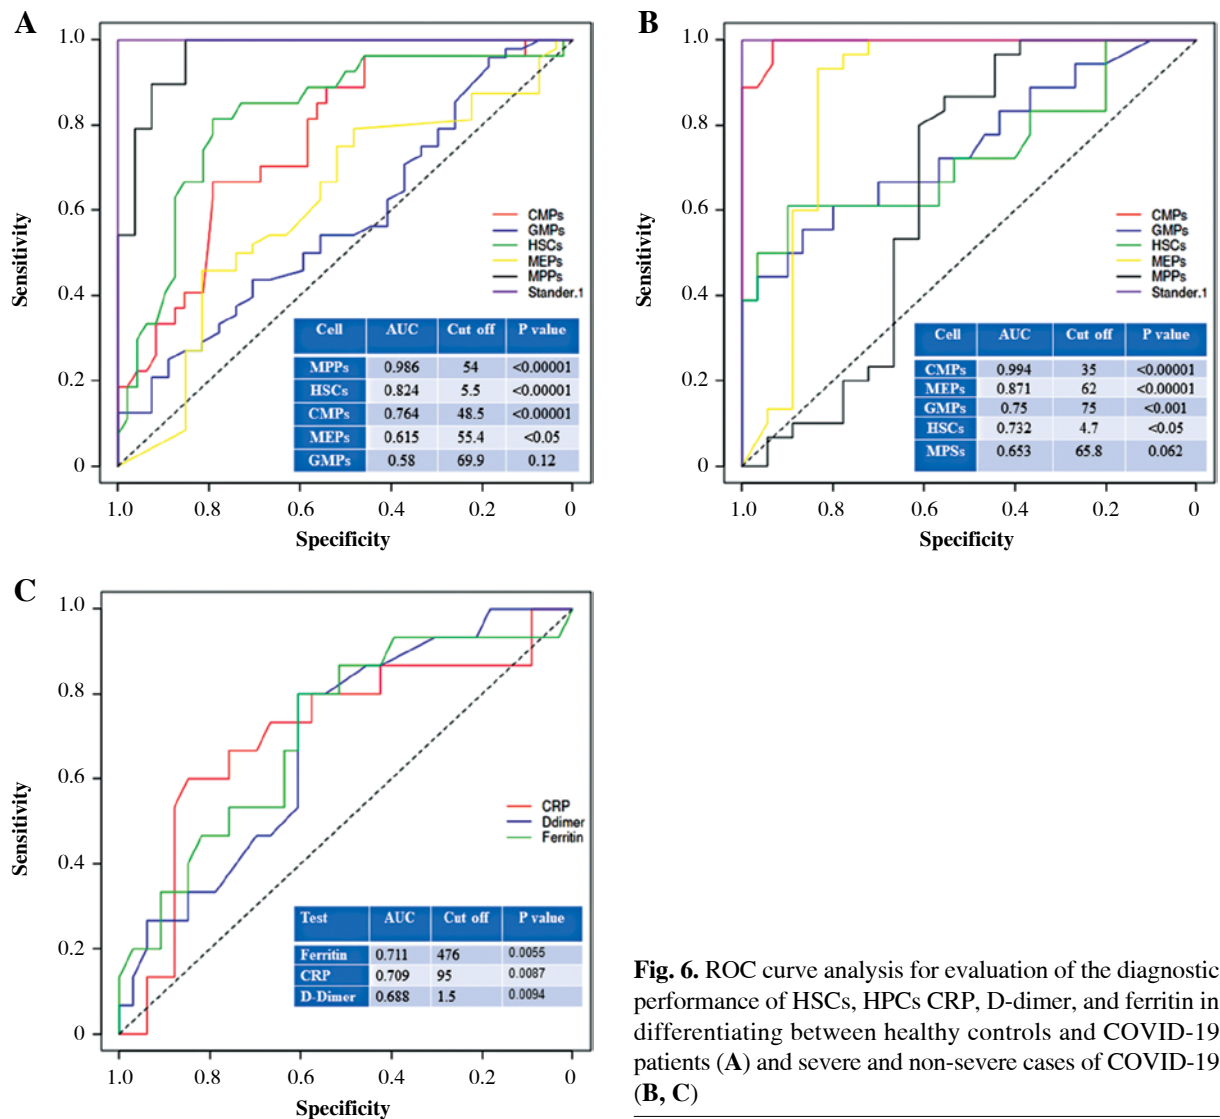 A
1.0
0.8
0.6
0.4
0.2
0
Sensitivity
CMPs
GMPs
HSCs
MEPs
MPPs
Stander.1
Cell AUC Cut off P value
MPPs 0.986 54 <0.00001
HSCs 0.824 5.5 <0.00001
CMPs 0.764 48.5 <0.00001
MEPs 0.615 55.4 <0.05
GMPs 0.58 69.9 0.12
1.0 0.8 0.6 0.4 0.2 0
Specificity
B
1.0
0.8
0.6
0.4
0.2
0
Sensitivity
CMPs
GMPs
HSCs
MEPs
MPPs
Stander.1
Cell AUC Cut off P value
CMPs 0.994 35 <0.00001
MEPs 0.871 62 <0.00001
GMPs 0.75 75 <0.001
HSCs 0.732 4.7 <0.05
MPSs 0.653 65.8 0.062
1.0 0.8 0.6 0.4 0.2 0
Specificity
C
1.0
0.8
0.6
0.4
0.2
0
Sensitivity
CRP
Ddimer
Ferritin
Test AUC Cut off P value
Ferritin 0.711 476 0.0055
CRP 0.709 95 0.0087
D-Dimer 0.688 1.5 0.0094
1.0 0.8 0.6 0.4 0.2 0
Specificity
Fig. 6. ROC curve analysis for evaluation of the diagnostic
performance of HSCs, HPCs CRP, D-dimer, and ferritin in
differentiating between healthy controls and COVID-19
patients (A) and severe and non-severe cases of COVID-19
(B, C)